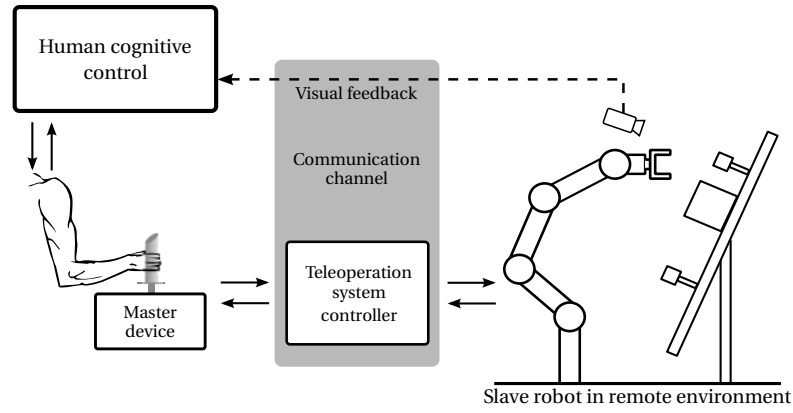 Human cognitive
control
Visual feedback
Communication
channel
Teleoperation
system
controller
Master
device
Slave robot in remote environment